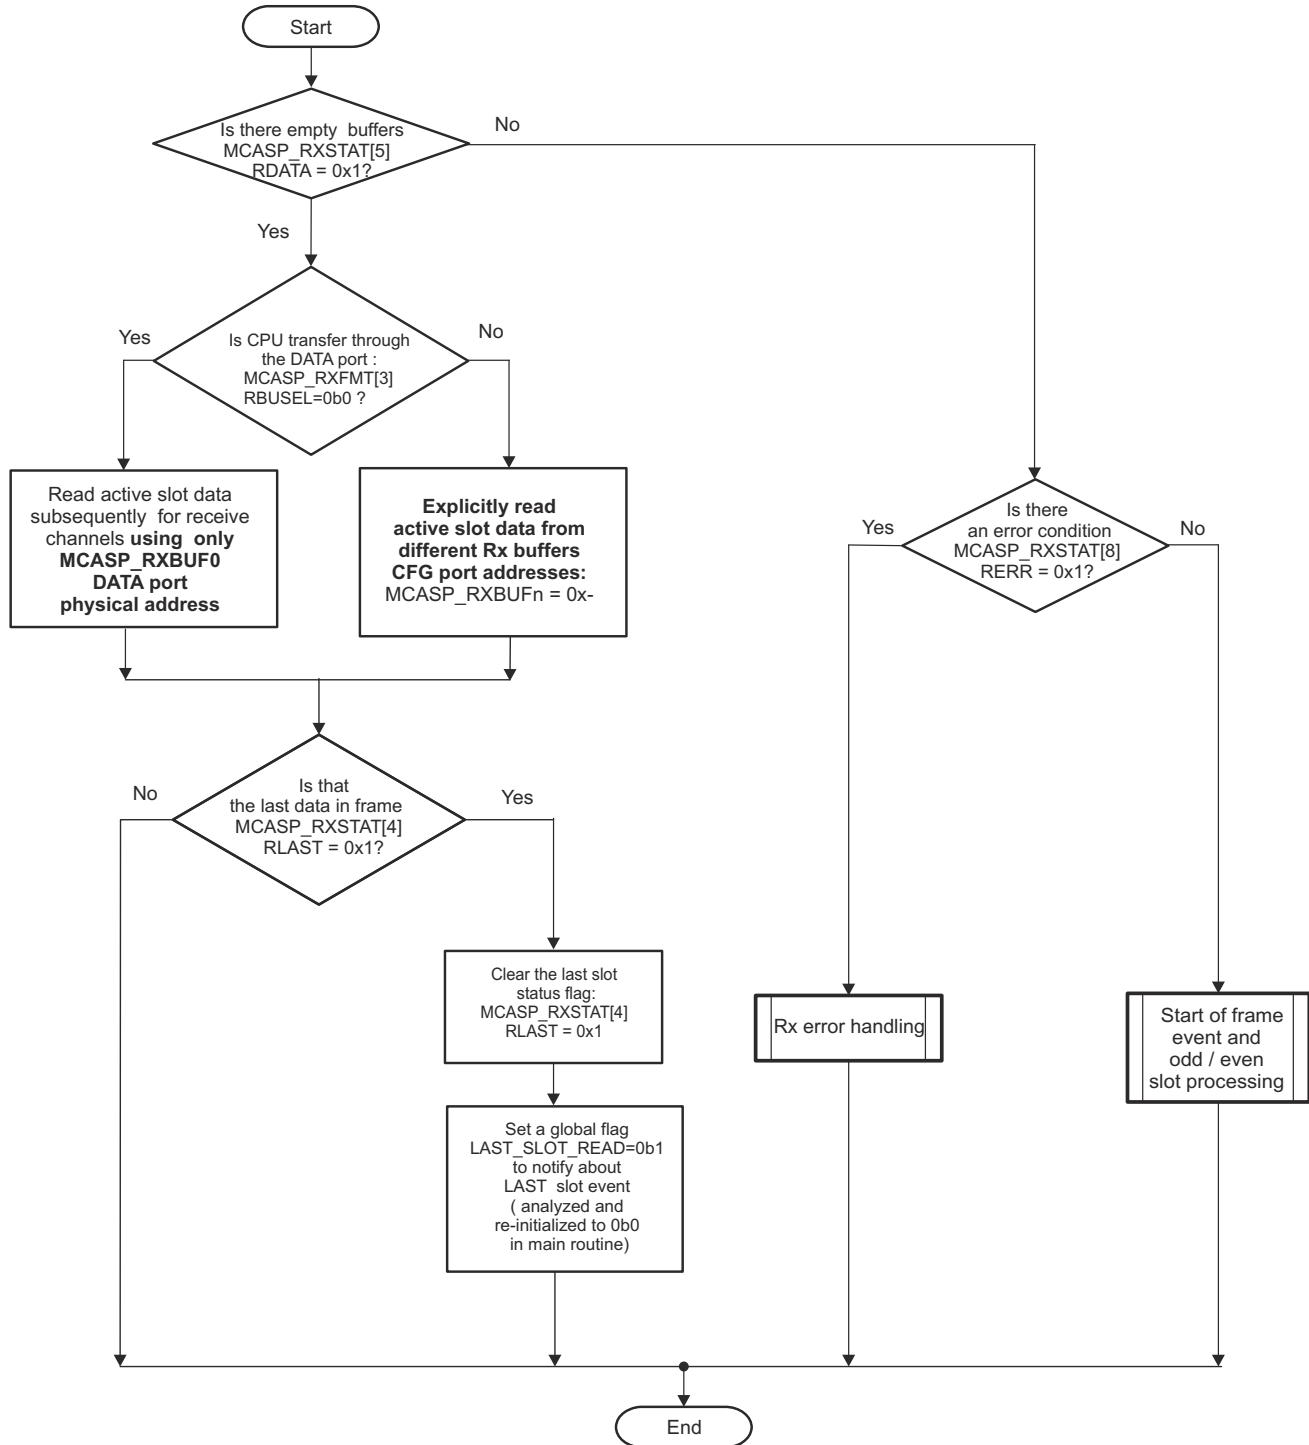 Start
Is there empty buffers
MCASP_RXSTAT[5]
RDATA = 0x1?
No
Yes
Is CPU transfer through
the DATA port :
MCASP_RXFMT[3]
RBUSEL=0b0 ?
Yes
No
Read active slot data
subsequently for receive
channels using only
MCASP_RXBUF0
DATA port
physical address
Explicitly read
active slot data from
different Rx buffers
CFG port addresses:
MCASP_RXBUFn = 0x-
Is there
an error condition
MCASP_RXSTAT[8]
RERR = 0x1?
Yes
No
Is that
the last data in frame
MCASP_RXSTAT[4]
RLAST = 0x1?
No
Yes
Clear the last slot
status flag:
MCASP_RXSTAT[4]
RLAST = 0x1
Rx error handling
Start of frame
event and
odd / even
slot processing
Set a global flag
LAST_SLOT_READ=0b1
to notify about
LAST slot event
( analyzed and
re-initialized to 0b0
in main routine)
End